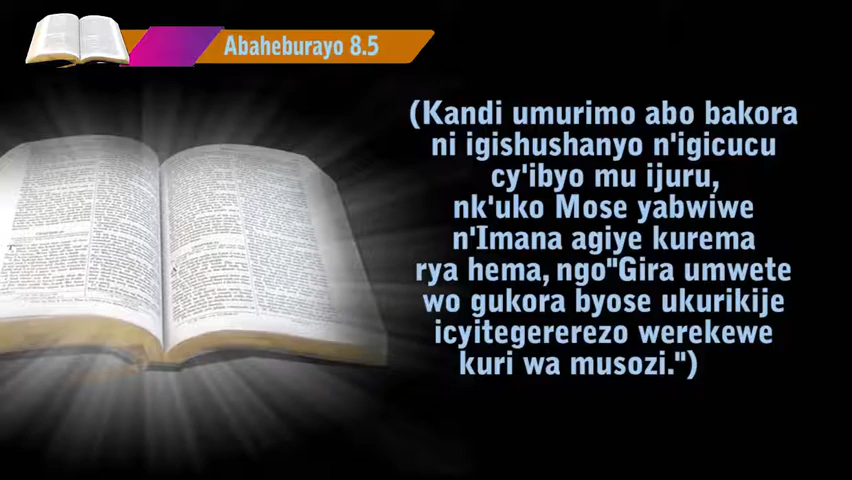 Abaheburayo 8.5
(Kandi umurimo abo bakora
ni igishushanyo n'igicucu
cy'ibyo mu ijuru,
nk'uko Mose yabwiwe
n'Imana agiye kurema
rya hema, ngo"Gira umwete
wo gukora byose ukurikije
icyitegererezo werekewe
kuri wa musozi.")